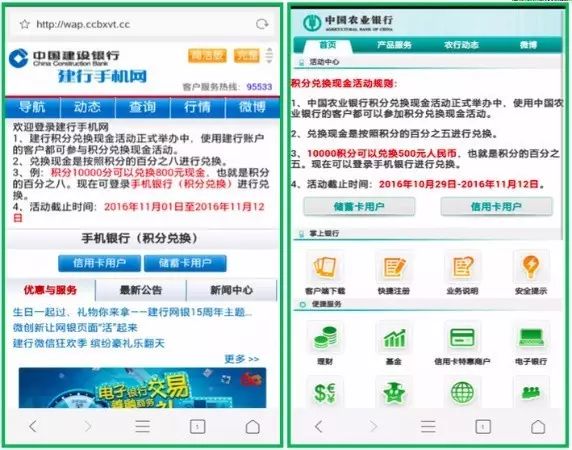 http://wap.ccbxvt.cc
中国建设银行
China Construction Bank
简洁版
完整
建行手机网
客户服务热线: 95533
导航 动态 查询 行情 微博
欢迎登录建行手机网
1、建行积分兑换现金活动正式举办中，使用建行账户
的客户都可参与积分兑换现金活动。
2、兑换现金是按照积分的百分之八进行兑换。
3、例：积分10000分可以兑换800元现金，也就是积分
的百分之八。现在可登录手机银行（积分兑换）进行兑
换。
4、活动截止时间：2016年11月01日至2016年11月12
日
手机银行（积分兑换）
信用卡用户 储蓄卡用户
优惠与服务 最新公告 新闻中心
生日一起过、礼物你来拿——建行网银15周年主题...
微创新让网银页面“活”起来
建行微信狂欢季 缤纷豪礼乐翻天
更多 >>
电子银行交易
1
中国农业银行
AGRICULTURAL BANK OF CHINA
首页 产品服务 农行动态 微博
活动中心
积分兑换现金活动规则：
1、中国农业银行积分兑换现金活动正式举办中，使用中国农
业银行的客户都可以参加积分兑换现金活动。
2、兑换现金是按照积分的百分之五进行兑换。
3、10000积分可以兑换500元人民币，也就是积分的百分之
五。现在可以登录手机银行进行兑换。
4、活动截止时间：2016年10月29日-2016年11月12日。
储蓄卡用户 信用卡用户
掌上银行
客户端下载 快捷注册 业务说明 安全提示
便捷服务
理财 基金 信用卡特惠商户 电子银行
1